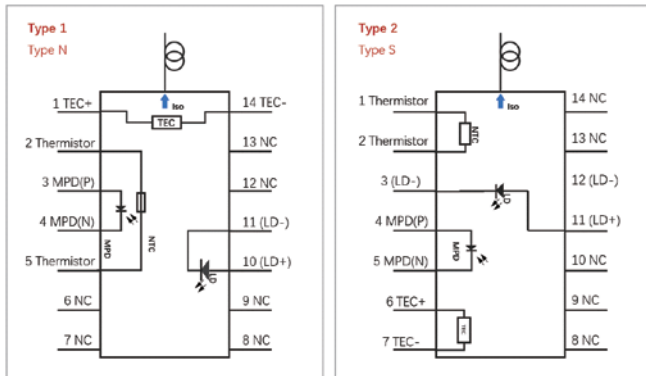 Type 1
Type N
Iso
1 TEC+
14 TEC-
TEC
2 Thermistor
13 NC
3 MPD(P)
12 NC
4 MPD(N)
11 (LD-)
MPD
NTC
5 Thermistor
10 (LD+)
LD
6 NC
9 NC
7 NC
8 NC
Type 2
Type S
Iso
1 Thermistor
14 NC
NTC
2 Thermistor
13 NC
3 (LD-)
12 (LD-)
LD
4 MPD(P)
11 (LD+)
MPD
5 MPD(N)
10 NC
6 TEC+
9 NC
TEC
7 TEC-
8 NC